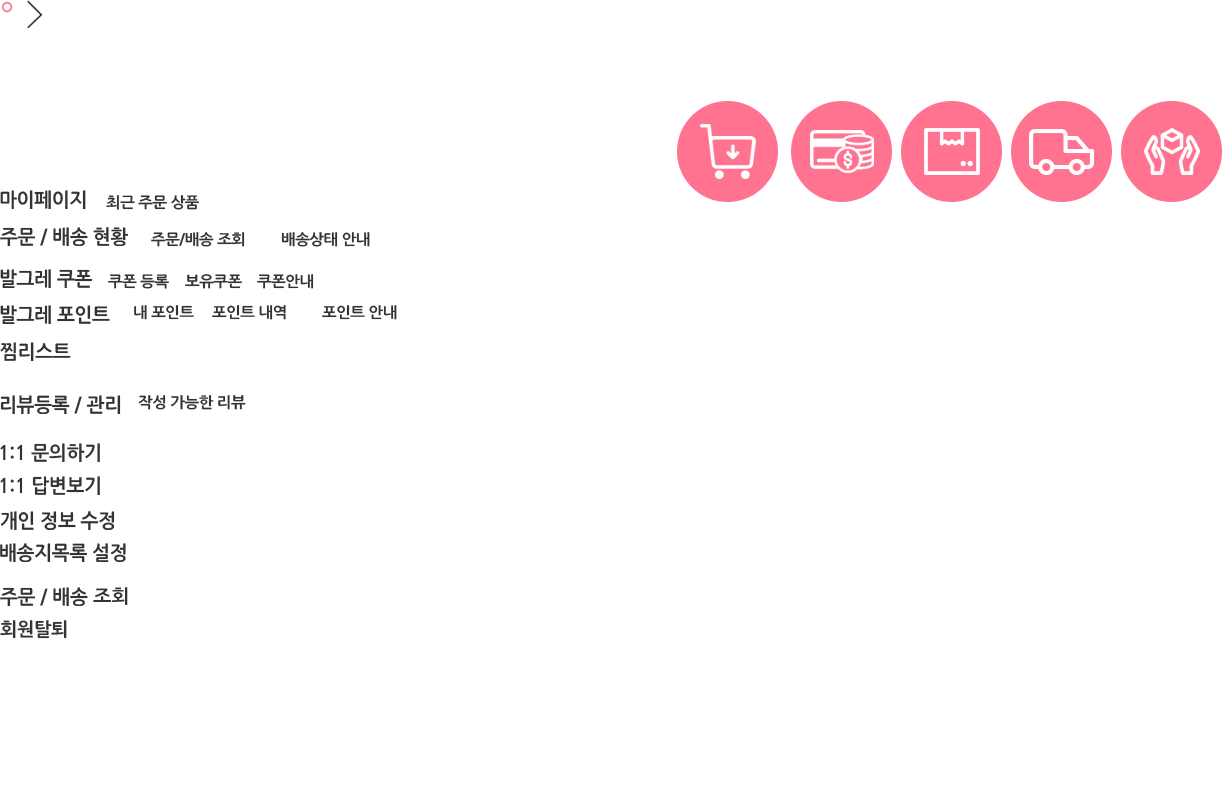 마이페이지 최근 주문 상품
주문 / 배송 현황 주문/배송 조회 배송상태 안내
발그레 쿠폰 쿠폰 등록 보유쿠폰 쿠폰안내
발그레 포인트 내 포인트 포인트 내역 포인트 안내
찜리스트
리뷰등록 / 관리 작성 가능한 리뷰
1:1 문의하기
1:1 답변보기
개인 정보 수정
배송지목록 설정
주문 / 배송 조회
회원탈퇴